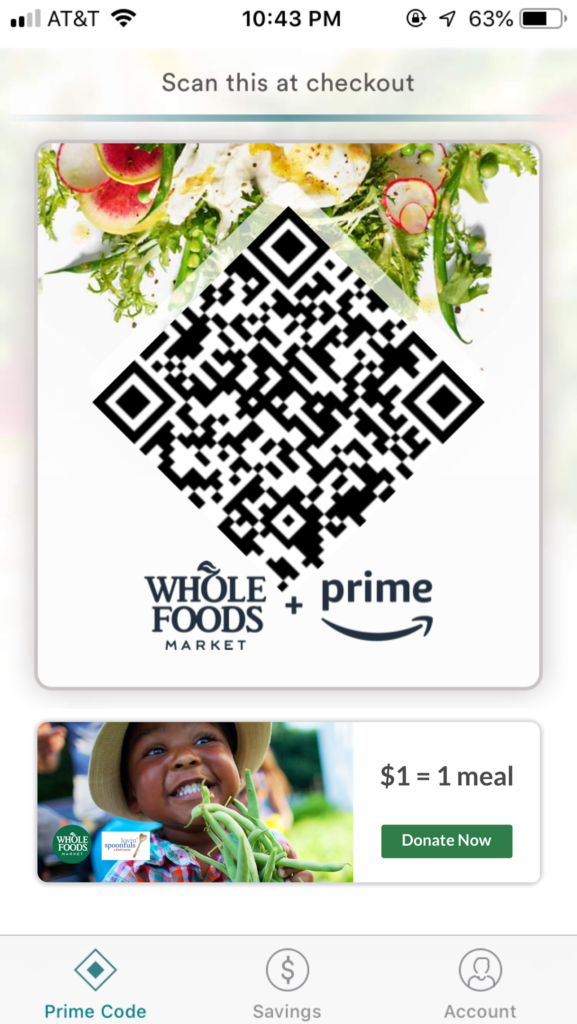 AT&T 10:43 PM 63%
Scan this at checkout
WHOLE FOODS MARKET + prime
WHOLE FOODS MARKET
lovin' spoonfuls
$1 = 1 meal
Donate Now
Prime Code Savings Account